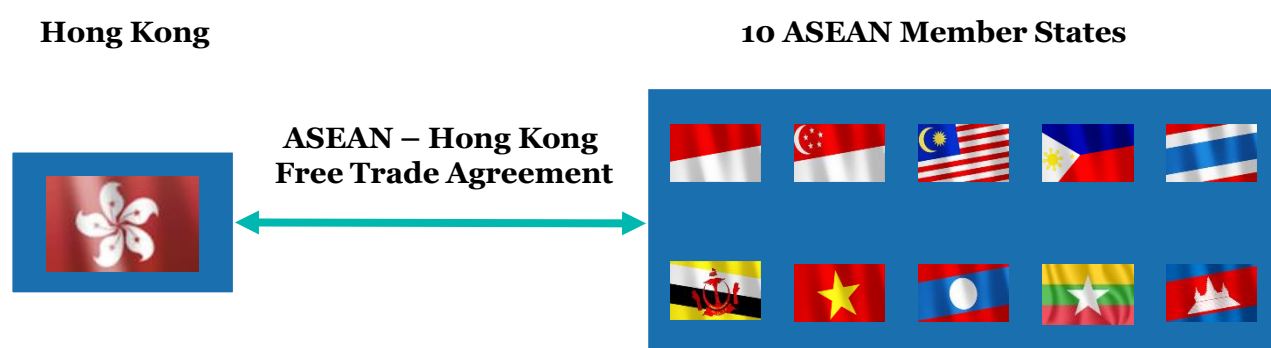 Hong Kong
10 ASEAN Member States
ASEAN – Hong Kong
Free Trade Agreement